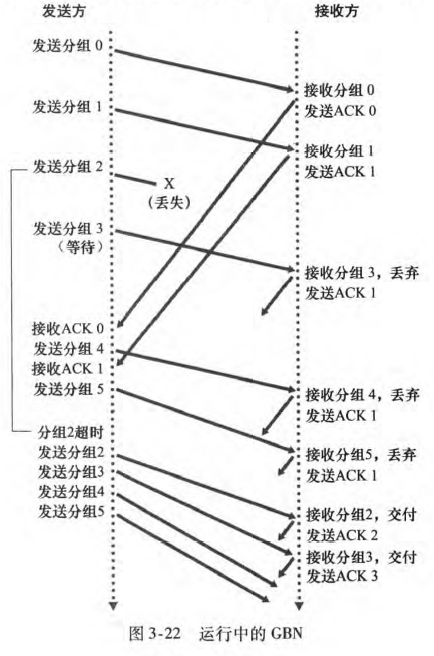 发送方
接收方
发送分组 0
接收分组 0
发送ACK 0
发送分组 1
接收分组 1
发送ACK 1
发送分组 2
X
(丢失)
发送分组 3
(等待)
接收分组 3，丢弃
发送ACK 1
接收ACK 0
发送分组 4
接收ACK 1
发送分组 5
接收分组 4，丢弃
发送ACK 1
分组2超时
发送分组2
发送分组3
发送分组4
发送分组5
接收分组5，丢弃
发送ACK 1
接收分组2，交付
发送ACK 2
接收分组3，交付
发送ACK 3
图 3-22 运行中的 GBN